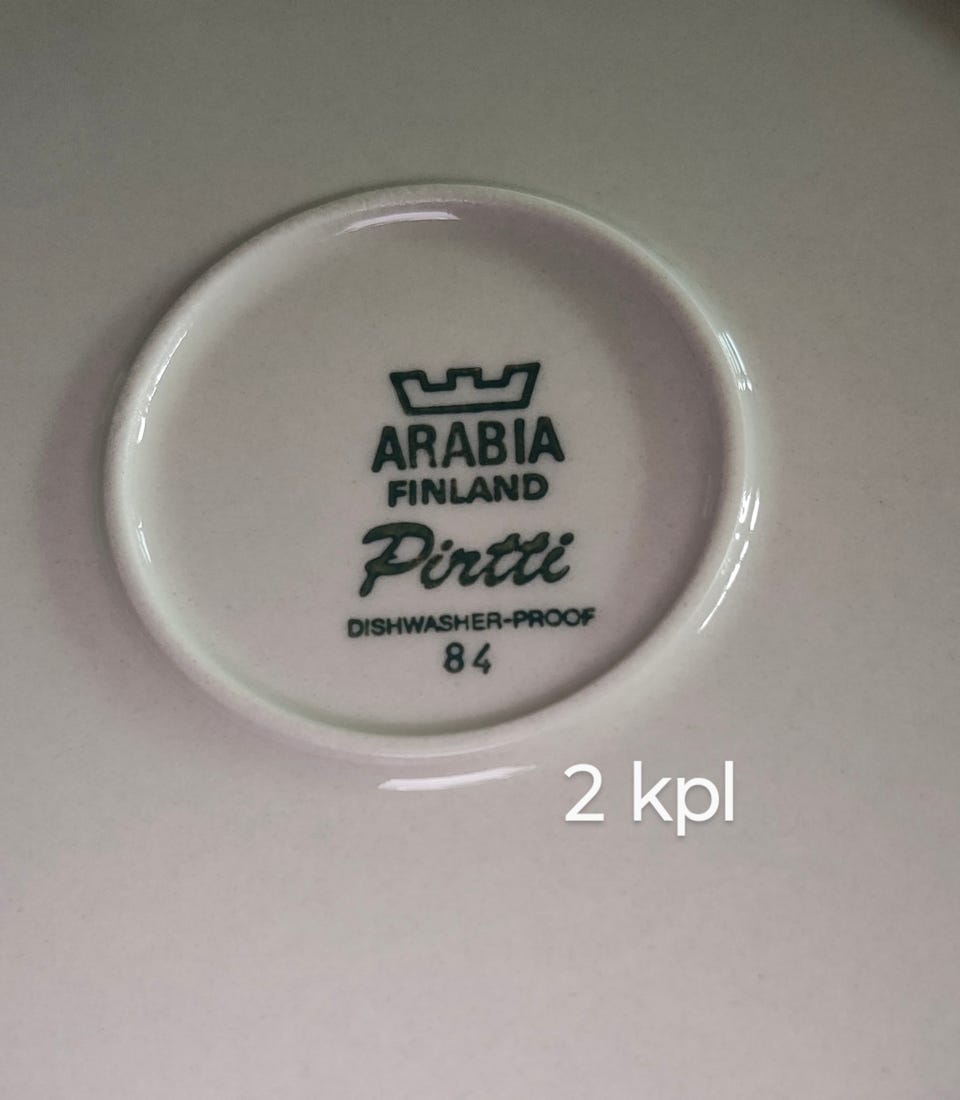 ARABIA
FINLAND
Pirtti
DISHWASHER-PROOF
84
2 kpl